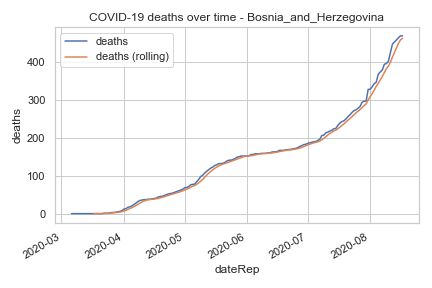 COVID-19 deaths over time - Bosnia_and_Herzegovina
deaths
deaths (rolling)
deaths
400
300
200
100
0
2020-03
2020-04
2020-05
2020-06
2020-07
2020-08
dateRep